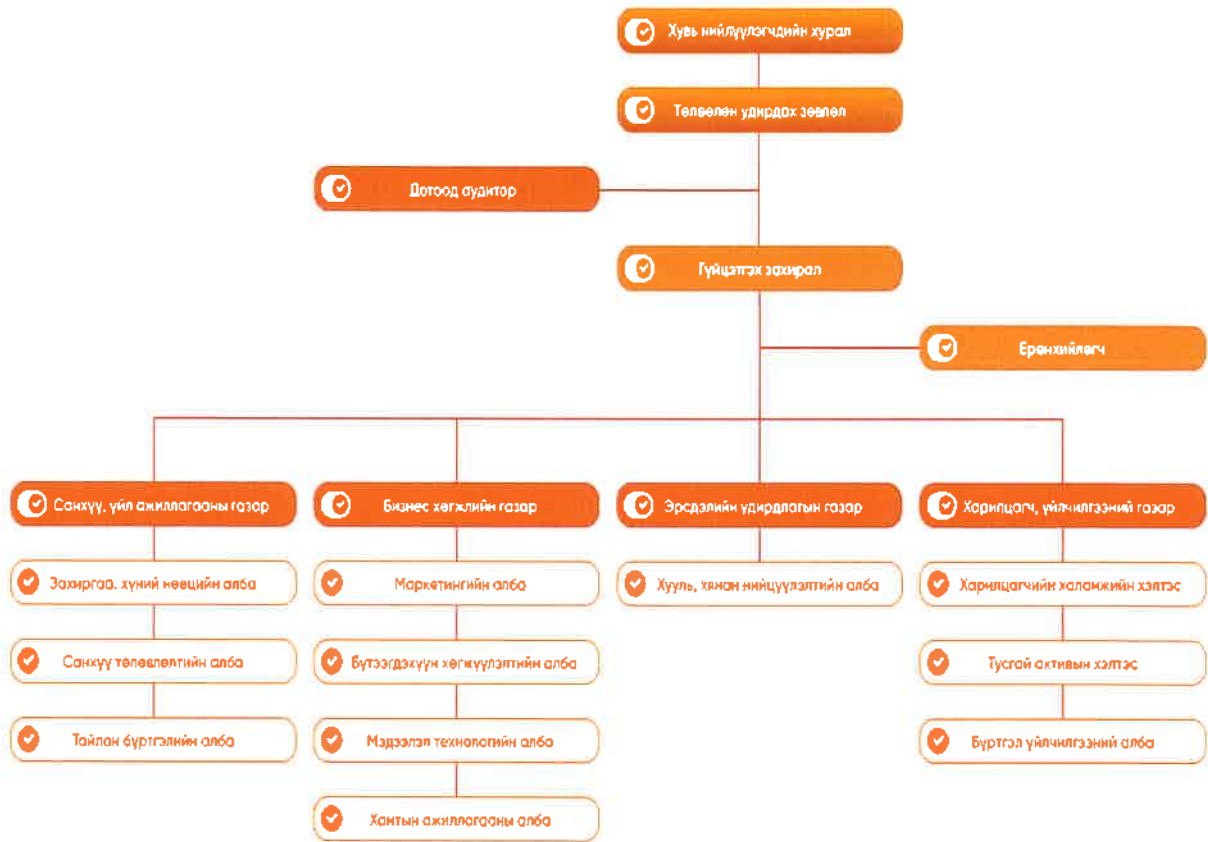 Хувь нийлүүлэгчдийн хурал
Төлөөлөн удирдах зөвлөл
Дотоод аудитор
Гүйцэтгэх захирал
Ерөнхийлөгч
Санхүү, үйл ажиллагааны газар
Бизнес хөгжлийн газар
Эрсдэлийн удирдлагын газар
Харилцагч, үйлчилгээний газар
Захиргаа, хүний нөөцийн алба
Маркетингийн алба
Хууль, хянан нийцүүлэлтийн алба
Харилцагчийн халамжийн хэлтэс
Санхүү төлөвлөлтийн алба
Бүтээгдэхүүн хөгжүүлэлтийн алба
Тусгай активын хэлтэс
Тайлан бүртгэлийн алба
Мэдээлэл технологийн алба
Бүртгэл үйлчилгээний алба
Хамтын ажиллагааны алба